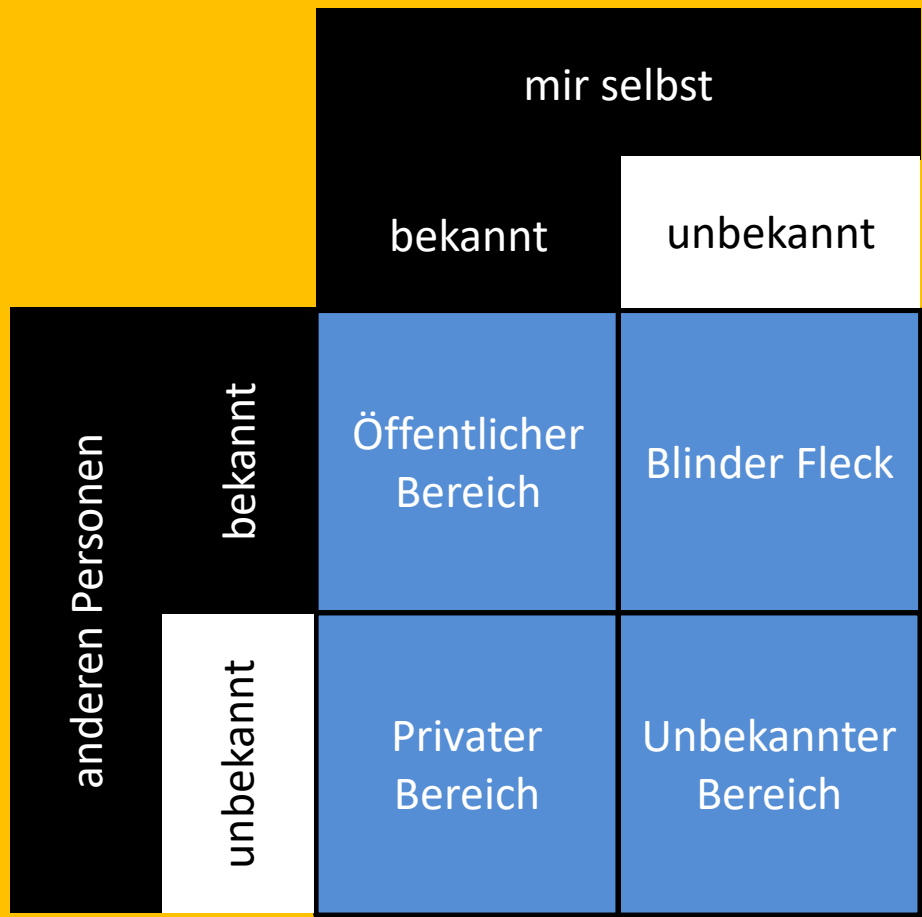 mir selbst
bekannt
unbekannt
anderen Personen
bekannt
Öffentlicher
Bereich
Blinder Fleck
unbekannt
Privater
Bereich
Unbekannter
Bereich